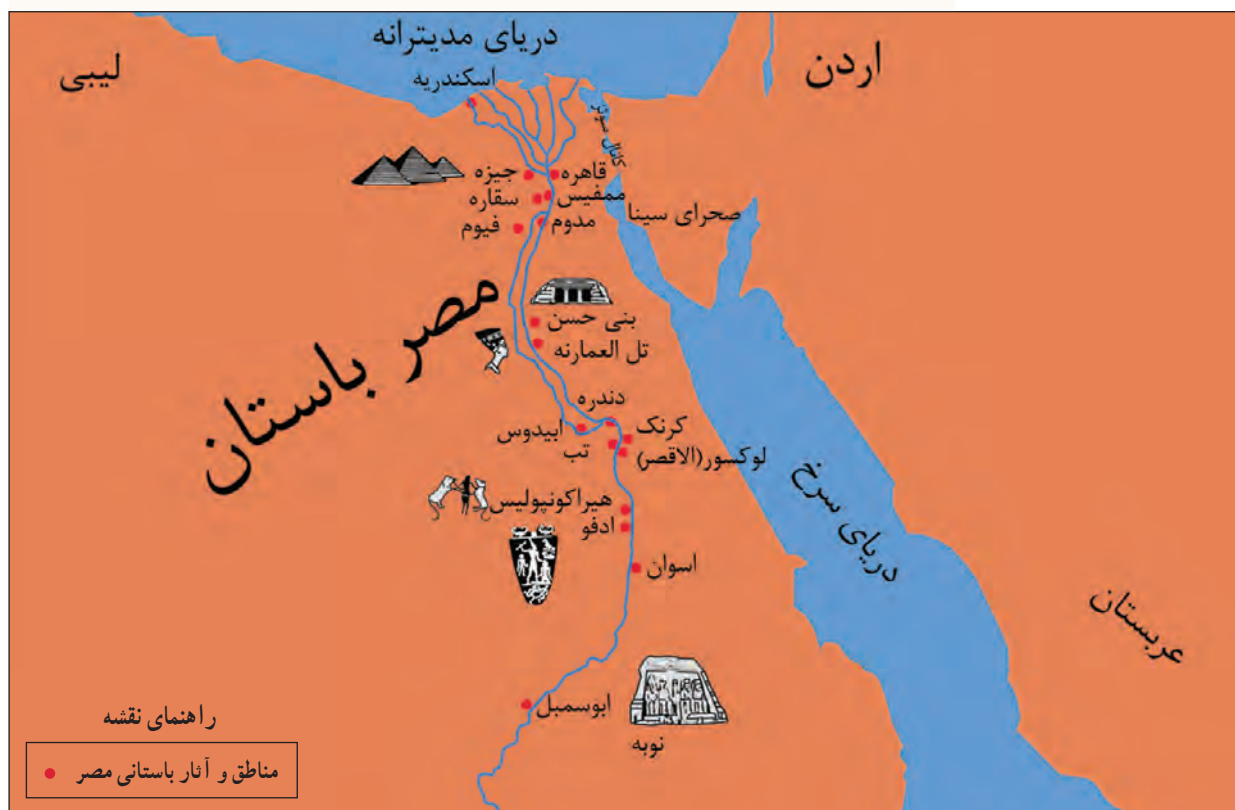 دریای مدیترانه
لیبی
اردن
اسکندریه
کانال سوئز
جیزه
قاهره
سقاره
ممفیس
فیوم
مدوم
صحرای سینا
مصر باستان
بنی حسن
تل العمارنه
دندره
ابیدوس
کرنک
تب
لوکسور(الاقصر)
هیراکونپولیس
ادفو
دریای سرخ
اسوان
عربستان
ابوسمبل
نوبه
راهنمای نقشه
مناطق و آثار باستانی مصر